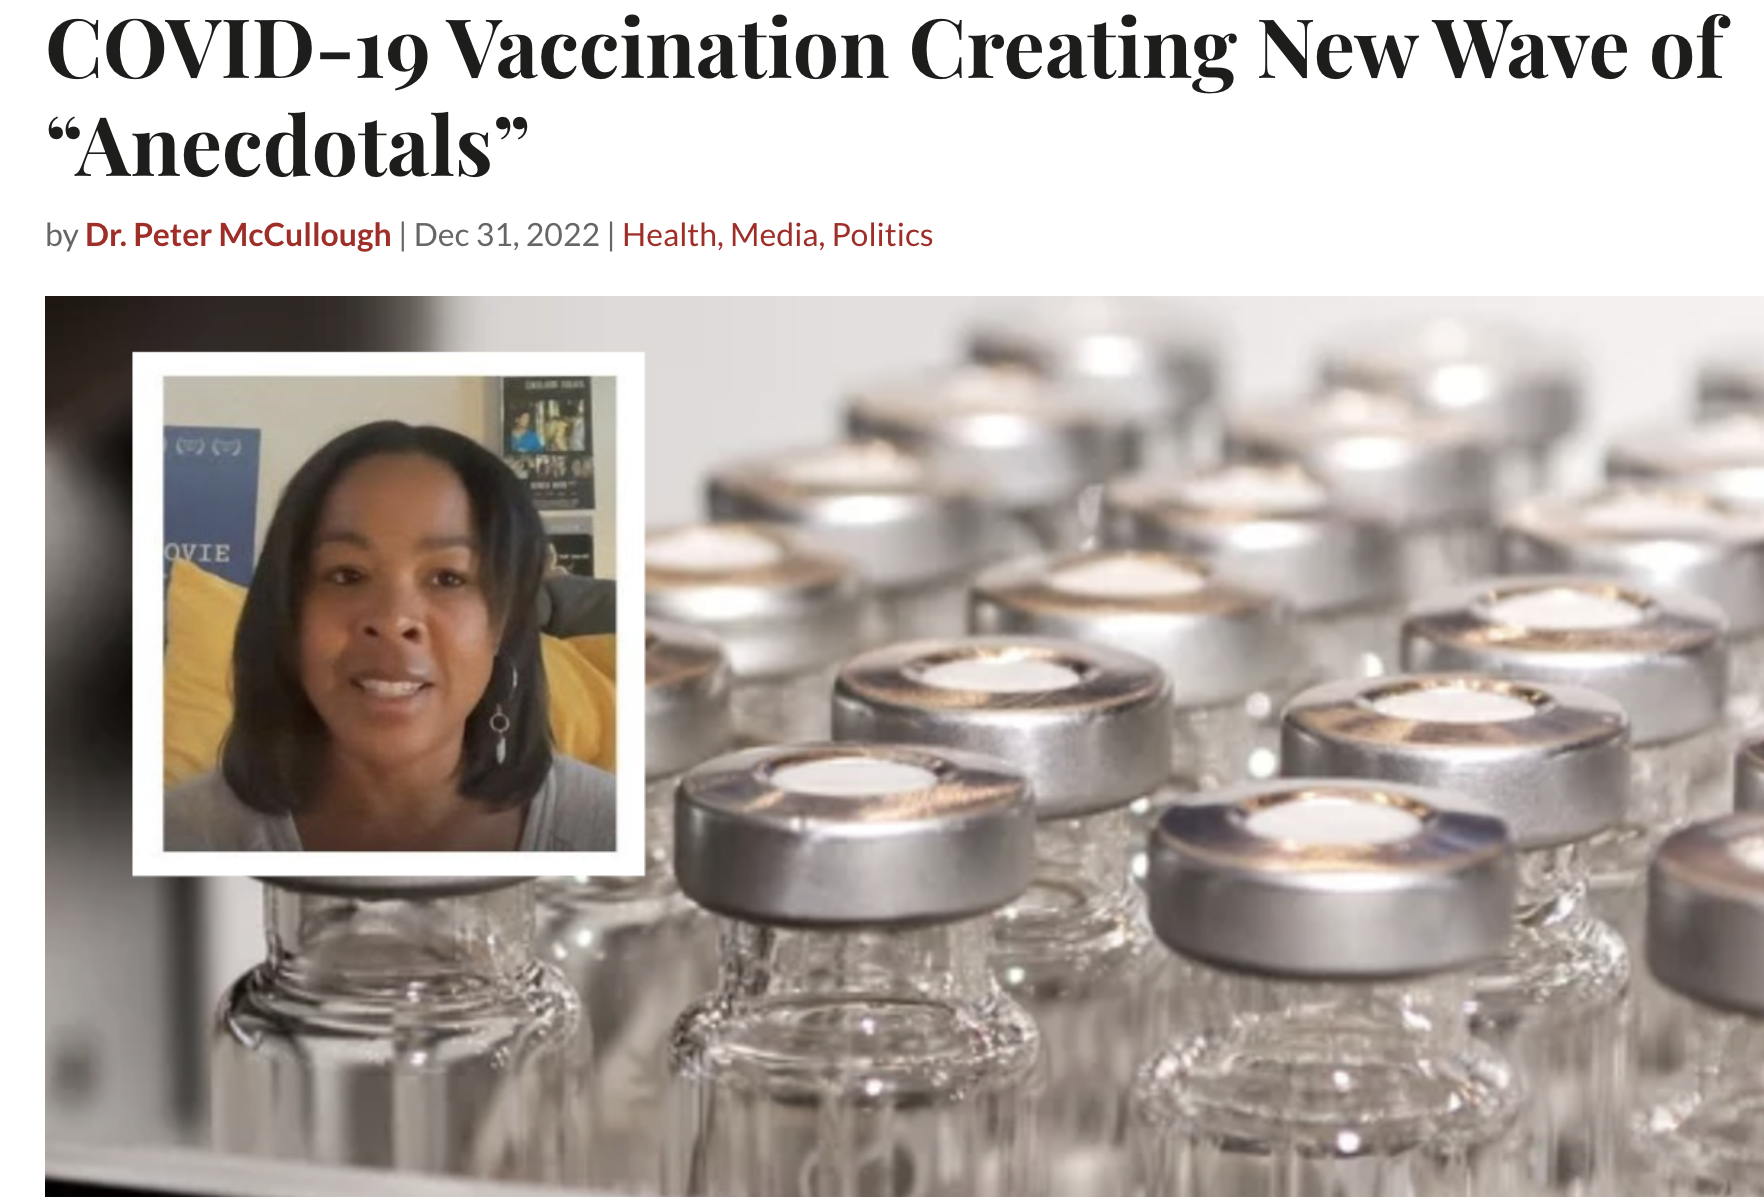 COVID-19 Vaccination Creating New Wave of
“Anecdotals”
by Dr. Peter McCullough | Dec 31, 2022 | Health, Media, Politics
OVIE